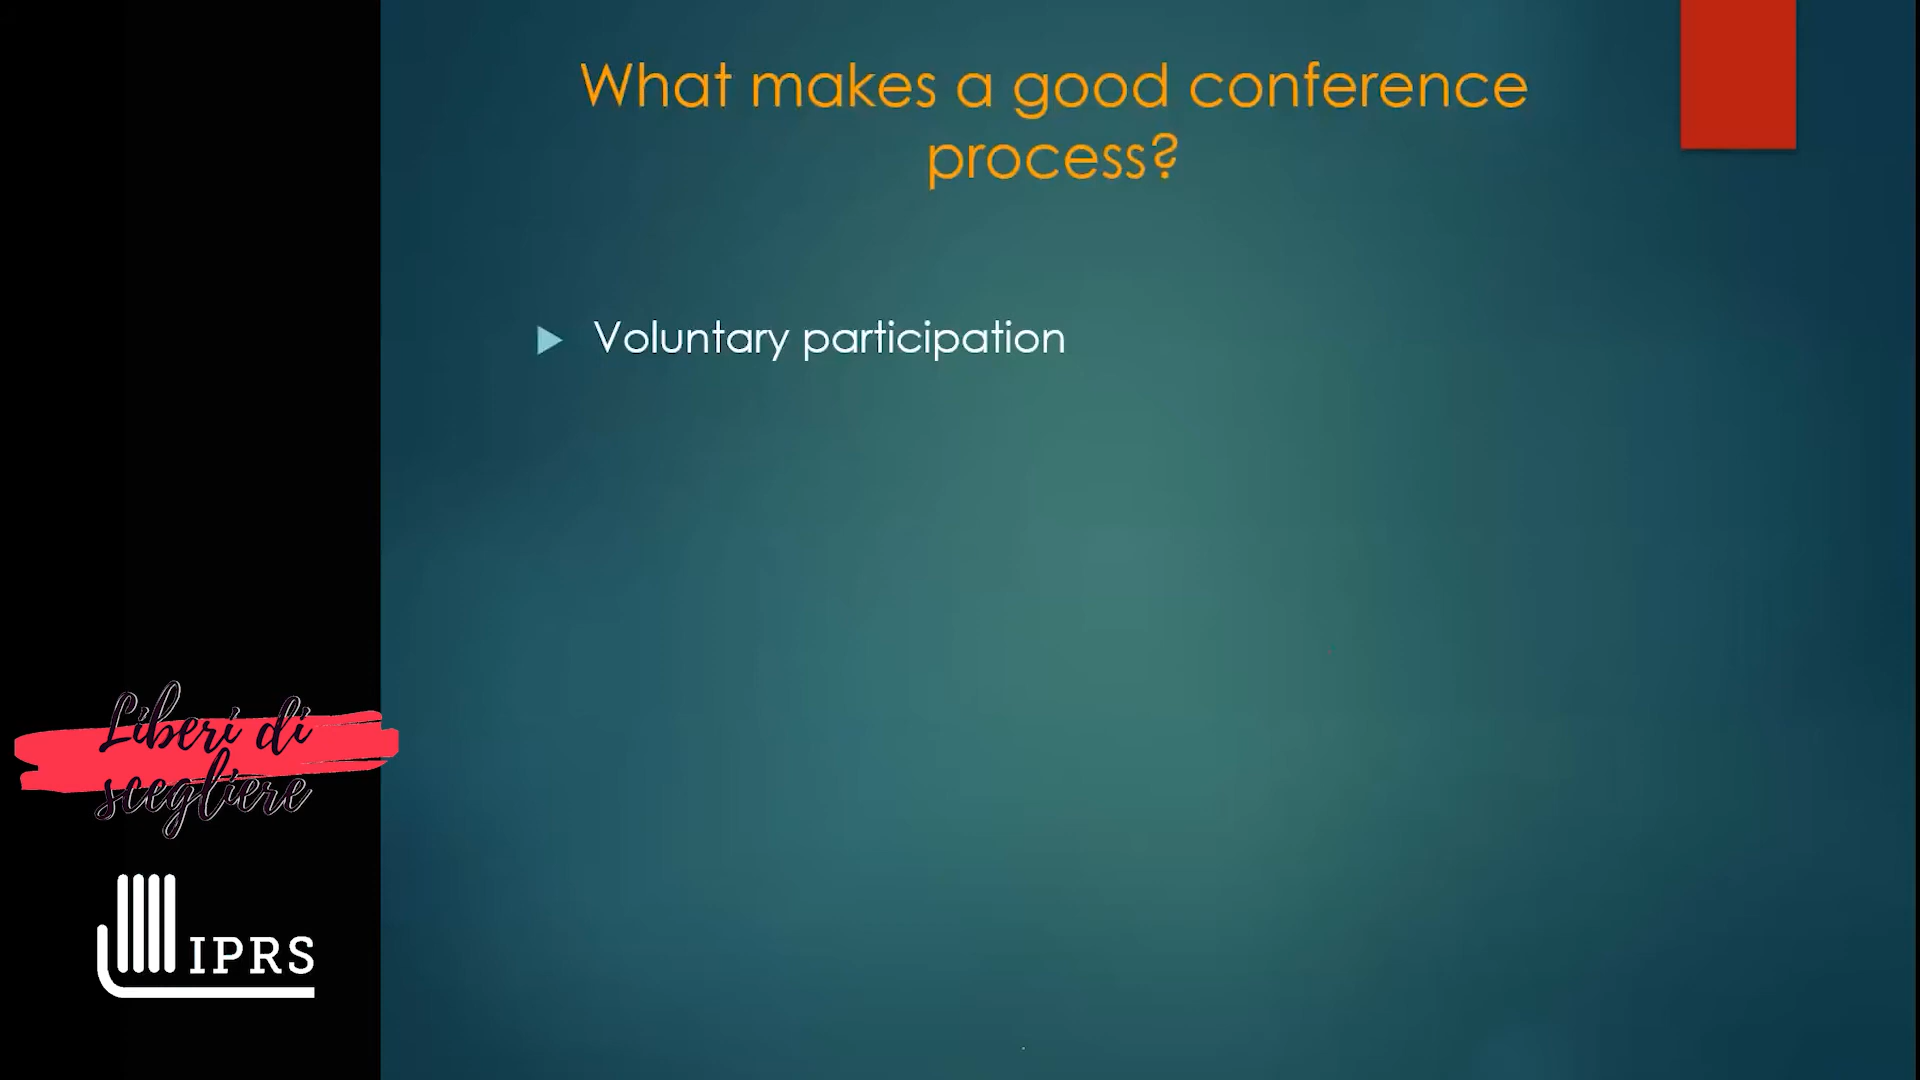 What makes a good conference
process?
Voluntary participation
Liberi di
scegliere
IPRS